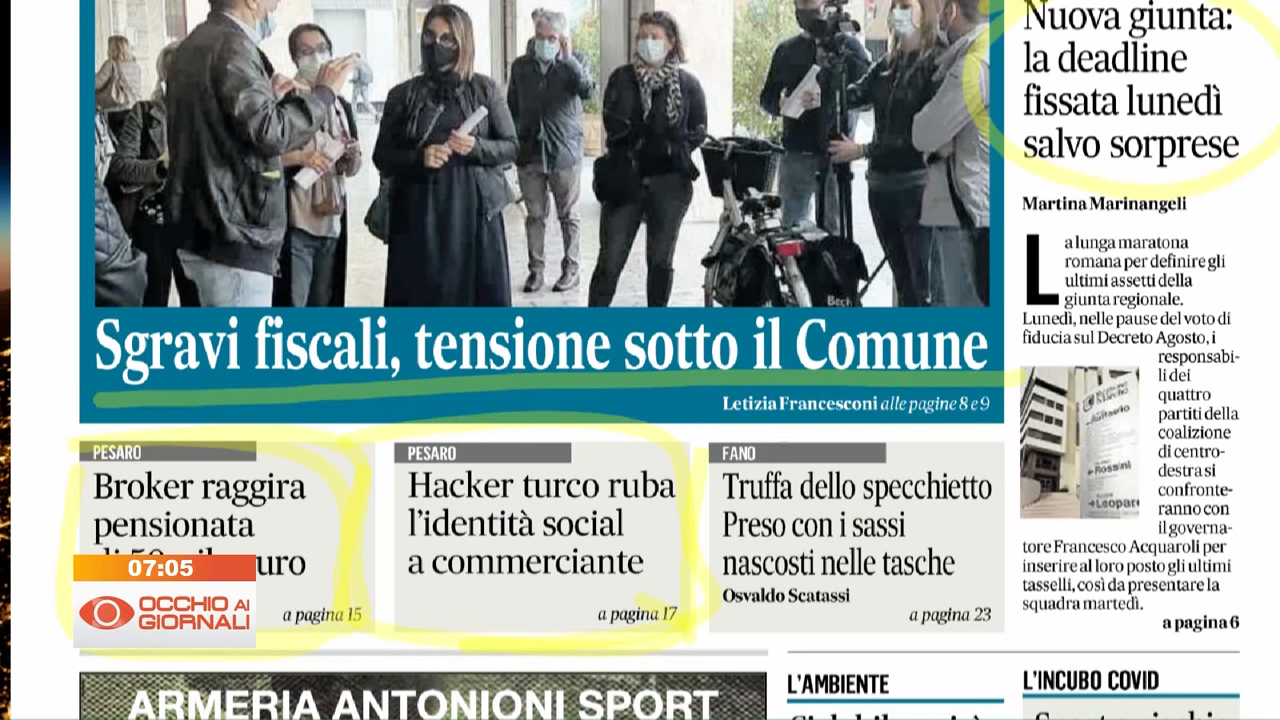 Nuova giunta:
la deadline
fissata lunedì
salvo sorprese
Martina Marinangeli
La lunga maratona
romana per definire gli
ultimi assetti della
giunta regionale.
Lunedì, nelle pause del voto di
fiducia sul Decreto Agosto, i
responsabi-
li dei
quattro
partiti della
coalizione
di centro-
destra si
confronte-
ranno con
il governa-
tore Francesco Acquaroli per
inserire al loro posto gli ultimi
tasselli, così da presentare la
squadra martedì.
a pagina 6
Sgravi fiscali, tensione sotto il Comune
Letizia Francesconi alle pagine 8 e 9
PESARO
Broker raggira
pensionata
uro
a pagina 15
PESARO
Hacker turco ruba
l'identità social
a commerciante
a pagina 17
FANO
Truffa dello specchietto
Preso con i sassi
nascosti nelle tasche
Osvaldo Scatassi
a pagina 23
07:05
OCCHIO AI
GIORNALI
ARMERIA ANTONIONI SPORT
L'AMBIENTE
L'INCUBO COVID